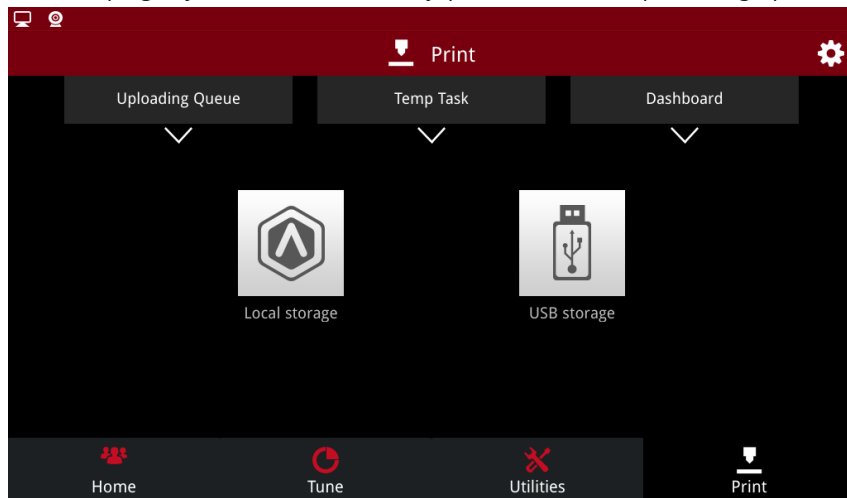 Print
Uploading Queue
Temp Task
Dashboard
Local storage
USB storage
Home
Tune
Utilities
Print